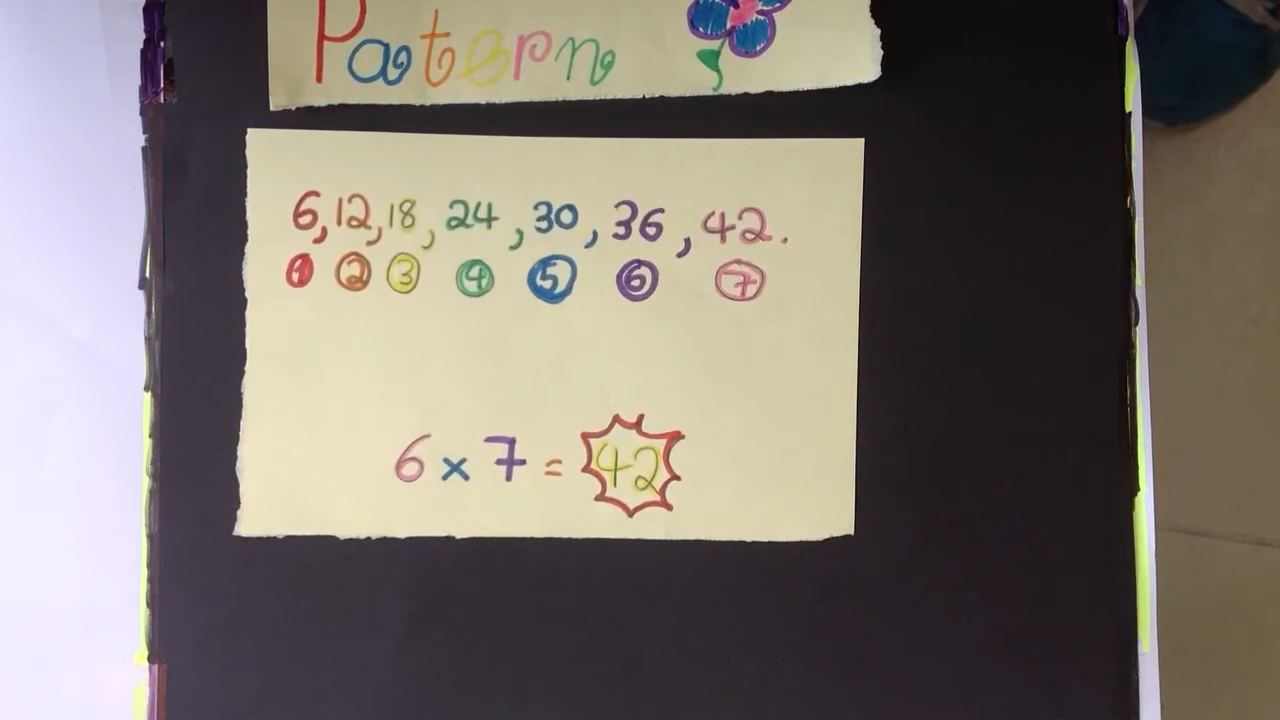 Patern
6, 12, 18, 24, 30, 36, 42.
1 2 3 4 5 6 7
6 x 7 = 42